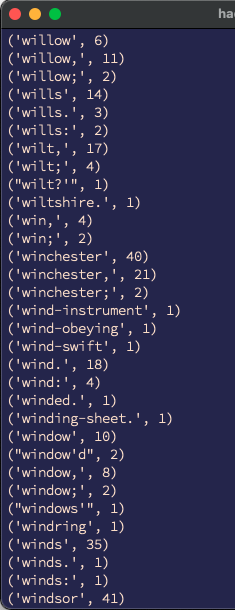 ha
('willow', 6)
('willow,', 11)
('willow;', 2)
('wills', 14)
('wills.', 3)
('wills:', 2)
('wilt,', 17)
('wilt;', 4)
("wilt?'", 1)
('wiltshire.', 1)
('win,', 4)
('win;', 2)
('winchester', 40)
('winchester,', 21)
('winchester;', 2)
('wind-instrument', 1)
('wind-obeying', 1)
('wind-swift', 1)
('wind.', 18)
('wind:', 4)
('winded.', 1)
('winding-sheet.', 1)
('window', 10)
("window'd", 2)
('window,', 8)
('window;', 2)
("windows'", 1)
('windring', 1)
('winds', 35)
('winds.', 1)
('winds:', 1)
('windsor', 41)